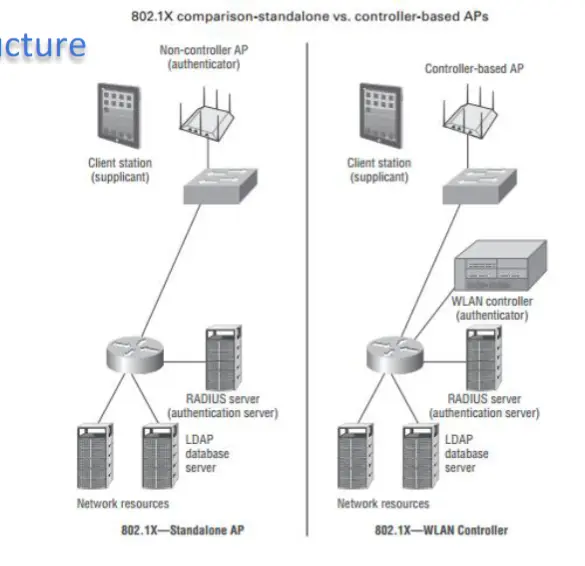 802.1X comparison-standalone vs. controller-based APs
ucture
Non-controller AP
(authenticator)
Client station
(supplicant)
RADIUS server
(authentication server)
LDAP
database
server
Network resources
802.1X—Standalone AP
Controller-based AP
Client station
(supplicant)
WLAN controller
(authenticator)
RADIUS server
(authentication server)
LDAP
database
server
Network resources
802.1X—WLAN Controller